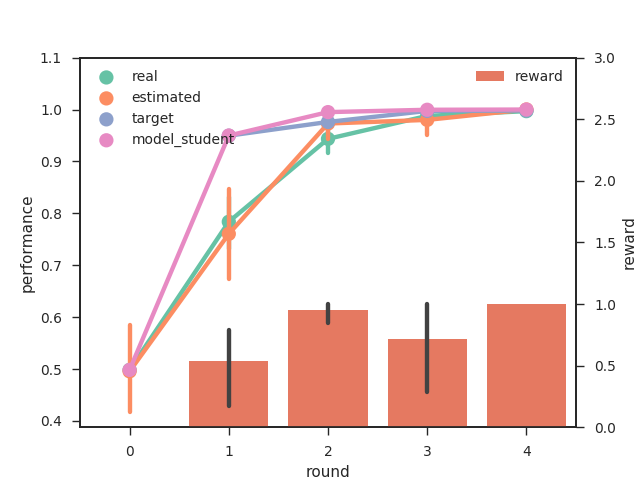 1.1
1.0
0.9
0.8
0.7
0.6
0.5
0.4
performance
real
estimated
target
model_student
reward
3.0
2.5
2.0
1.5
1.0
0.5
0.0
reward
0 1 2 3 4
round